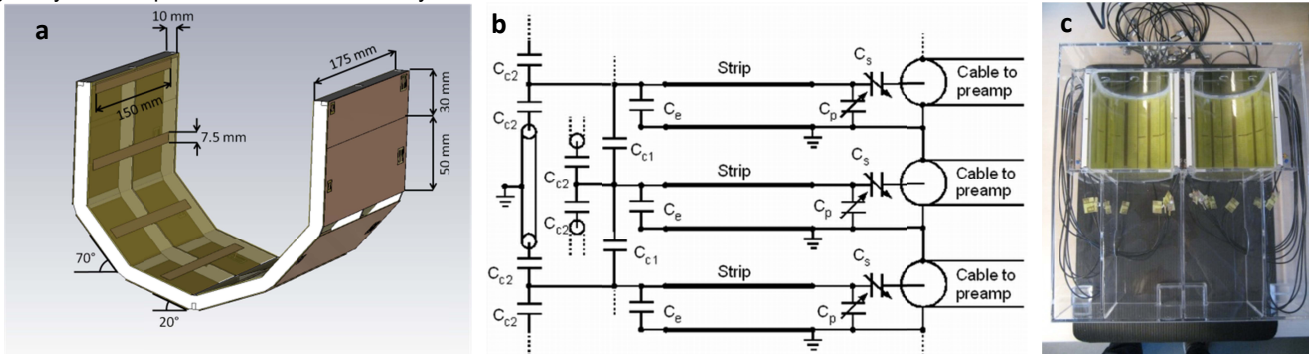 a
10 mm
150 mm
7.5 mm
70°
20°
175 mm
30 mm
50 mm
b
Cc2
Cc2
Cc2
Cc2
Cc2
Cc2
Cc1
Cc1
Strip
Ce
Cs
Cp
Cable to
preamp
Strip
Ce
Cs
Cp
Cable to
preamp
Strip
Ce
Cs
Cp
Cable to
preamp
c